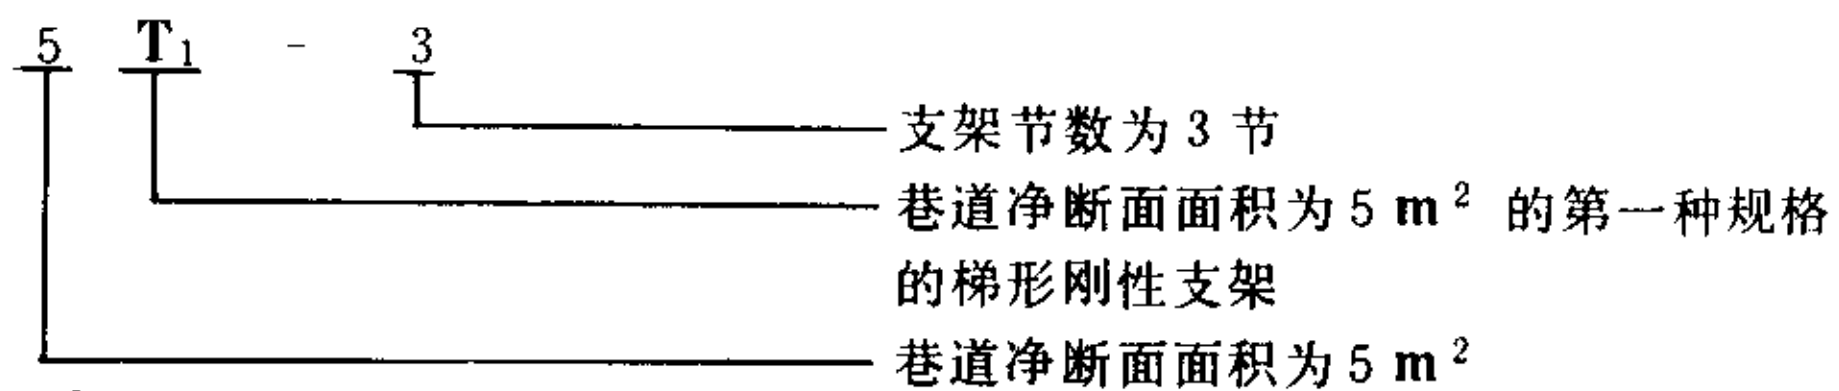 5 T₁ - 3
支架节数为 3 节
巷道净断面面积为 5 m² 的第一种规格
的梯形刚性支架
巷道净断面面积为 5 m²